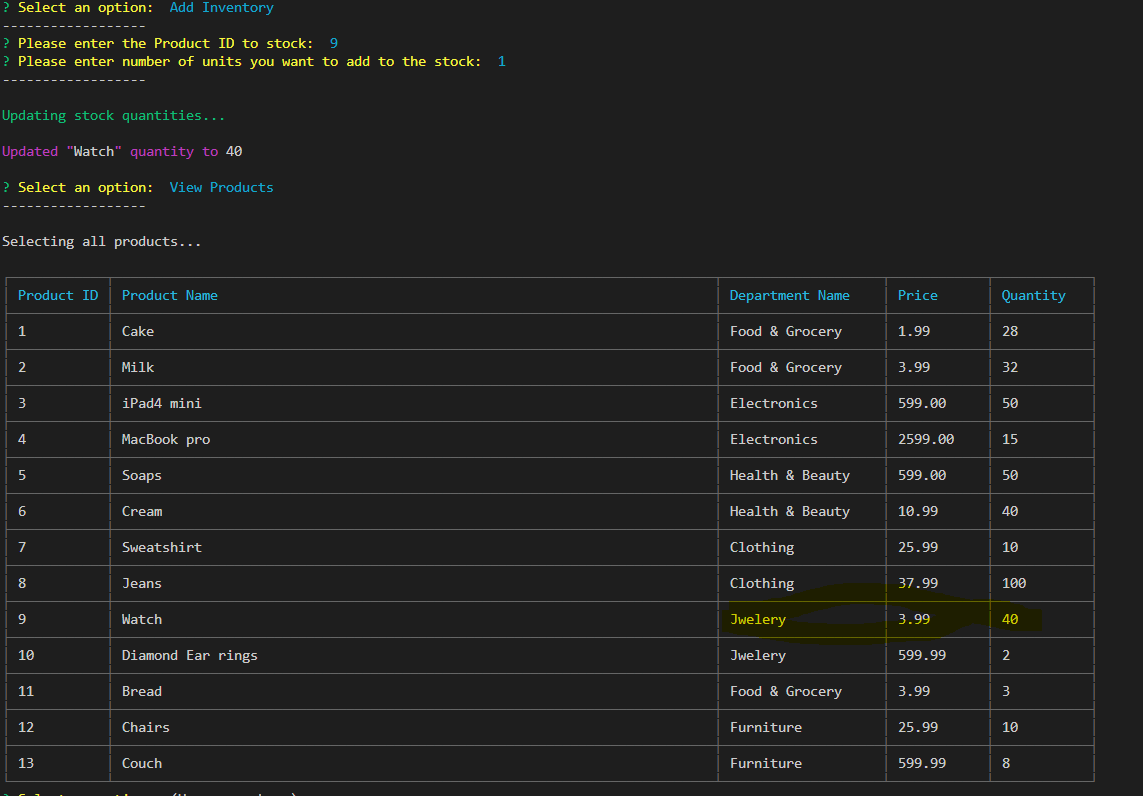 ? Select an option: Add Inventory
------------------
? Please enter the Product ID to stock: 9
? Please enter number of units you want to add to the stock: 1
------------------
Updating stock quantities...
Updated "Watch" quantity to 40
? Select an option: View Products
------------------
Selecting all products...
Product ID Product Name Department Name Price Quantity
1 Cake Food & Grocery 1.99 28
2 Milk Food & Grocery 3.99 32
3 iPad4 mini Electronics 599.00 50
4 MacBook pro Electronics 2599.00 15
5 Soaps Health & Beauty 599.00 50
6 Cream Health & Beauty 10.99 40
7 Sweatshirt Clothing 25.99 10
8 Jeans Clothing 37.99 100
9 Watch Jwelery 3.99 40
10 Diamond Ear rings Jwelery 599.99 2
11 Bread Food & Grocery 3.99 3
12 Chairs Furniture 25.99 10
13 Couch Furniture 599.99 8